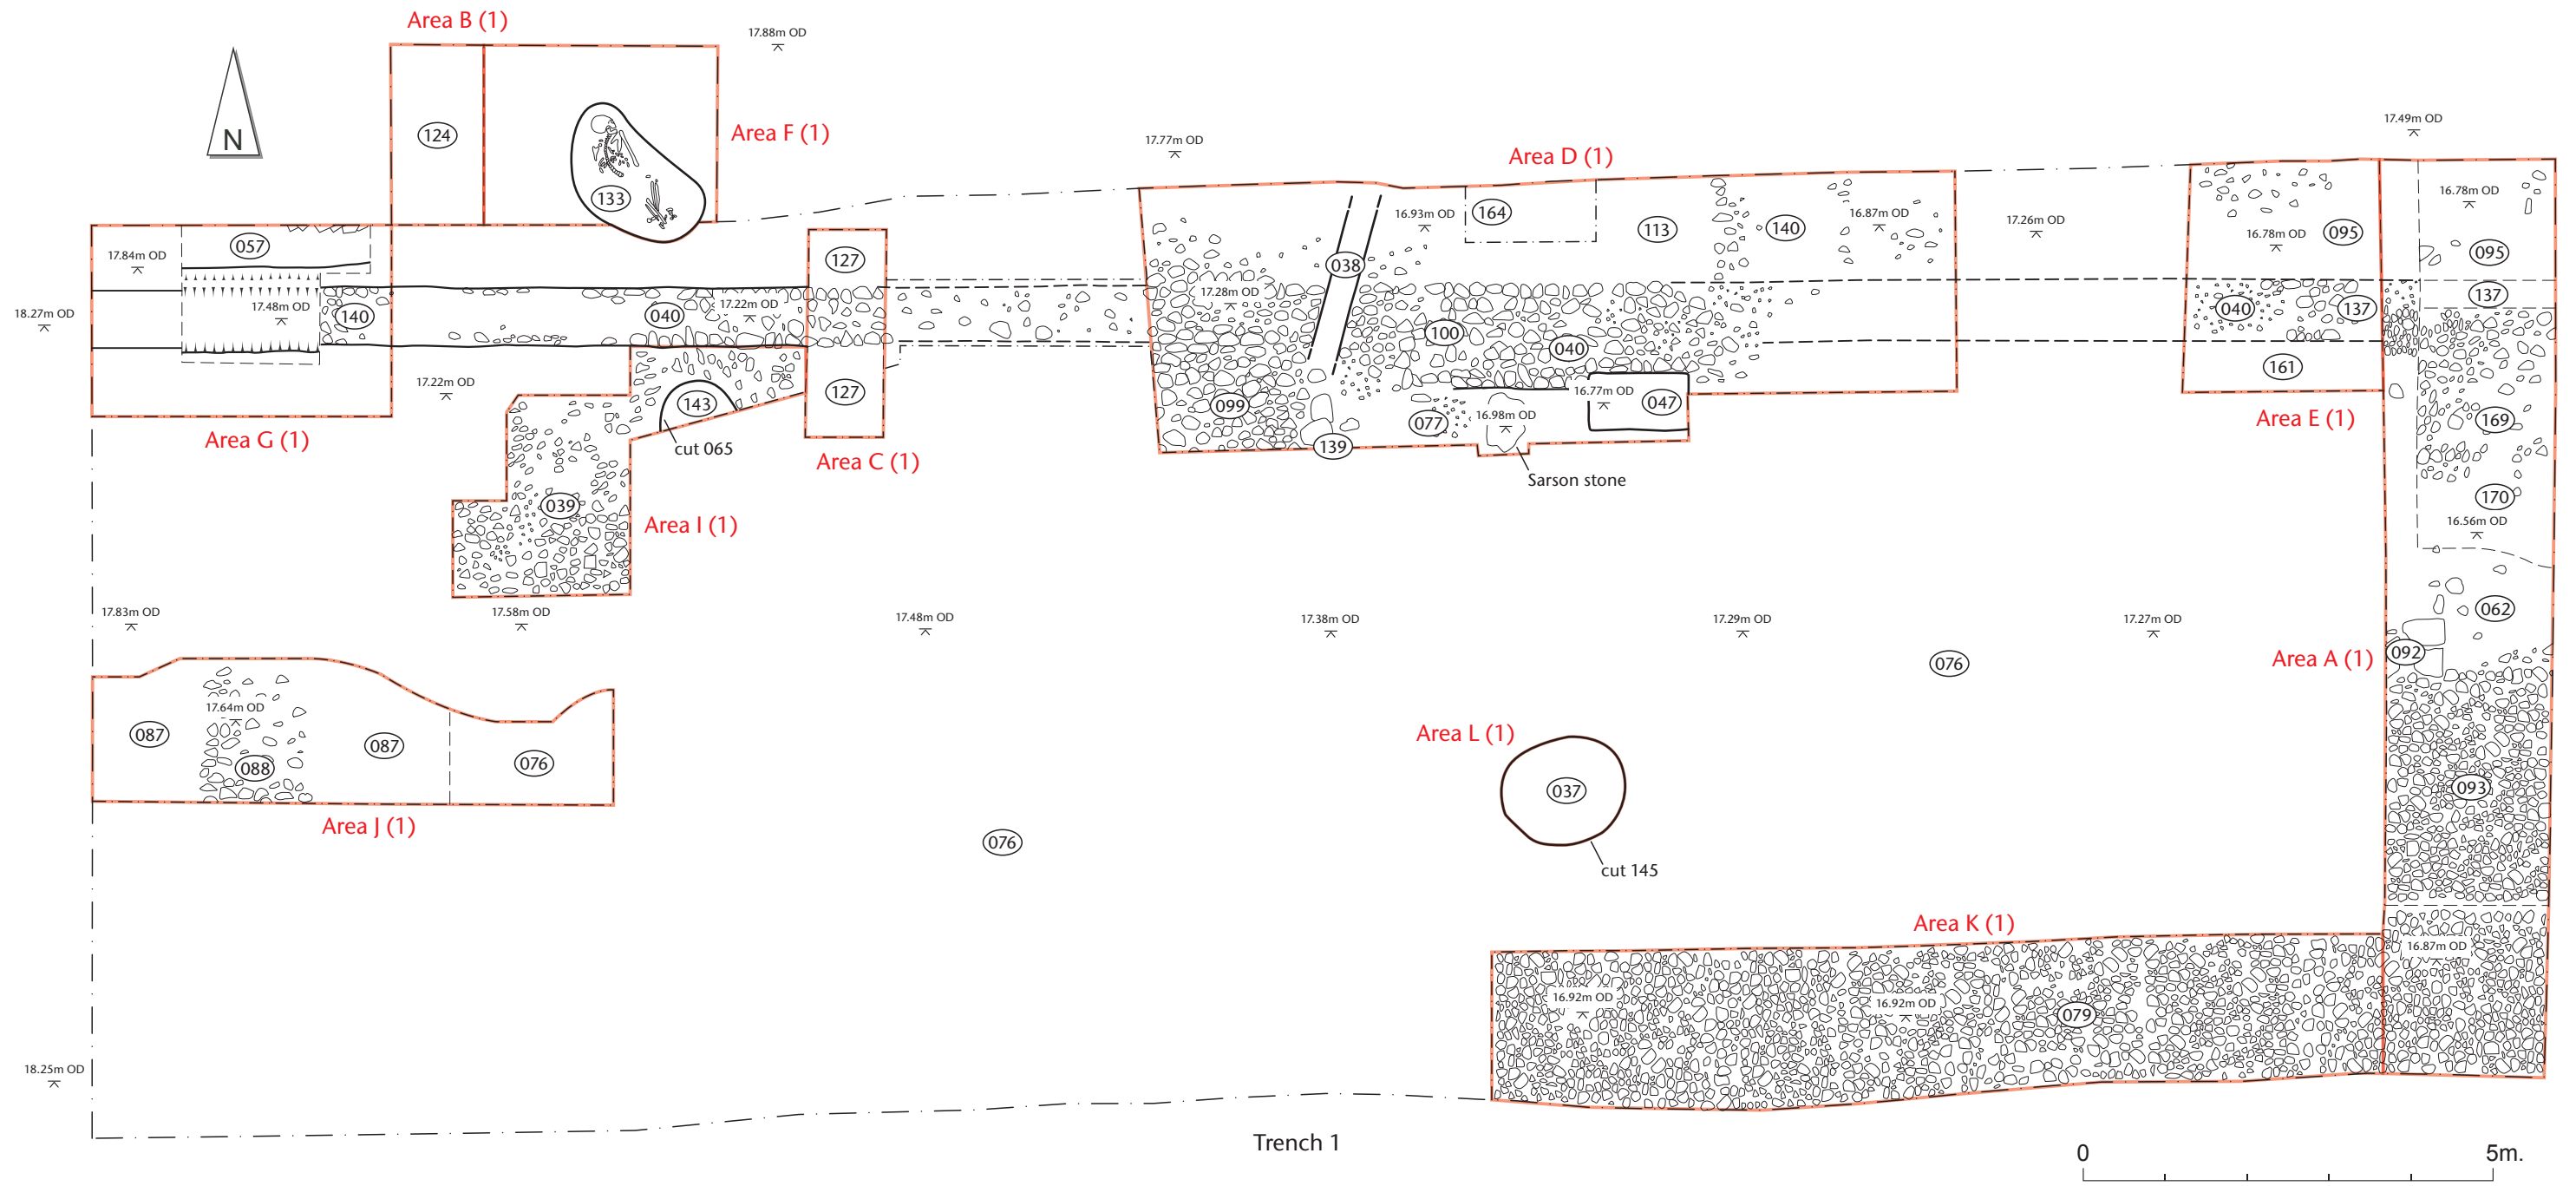 Area B (1)
17.88m OD
N
124
Area F (1)
133
17.77m OD
Area D (1)
17.49m OD
057
17.84m OD
17.48m OD
140
18.27m OD
040
17.22m OD
127
127
Area C (1)
17.22m OD
143
cut 065
Area G (1)
039
Area I (1)
038
16.93m OD
164
113
140
16.87m OD
17.28m OD
100
040
099
139
077
16.98m OD
16.77m OD
047
Sarson stone
17.26m OD
16.78m OD
095
040
137
161
Area E (1)
16.78m OD
095
137
169
170
16.56m OD
062
092
Area A (1)
093
16.87m OD
17.83m OD
17.58m OD
17.48m OD
17.38m OD
17.29m OD
17.27m OD
076
087
17.64m OD
088
087
076
Area J (1)
076
Area L (1)
037
cut 145
Area K (1)
16.92m OD
16.92m OD
079
18.25m OD
Trench 1
0 5m.